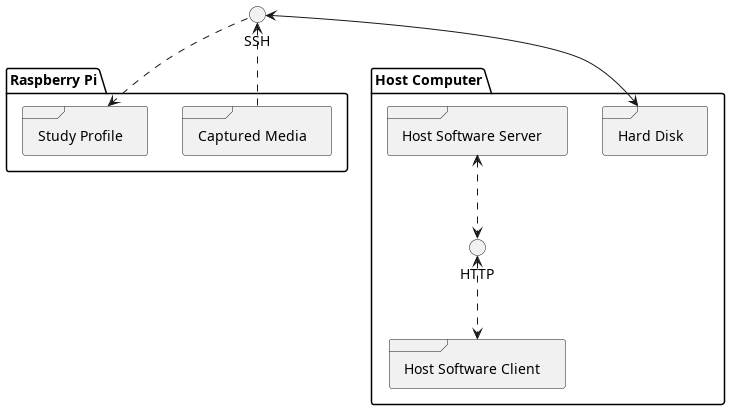 SSH
Raspberry Pi
Host Computer
Study Profile
Captured Media
Host Software Server
Hard Disk
HTTP
Host Software Client